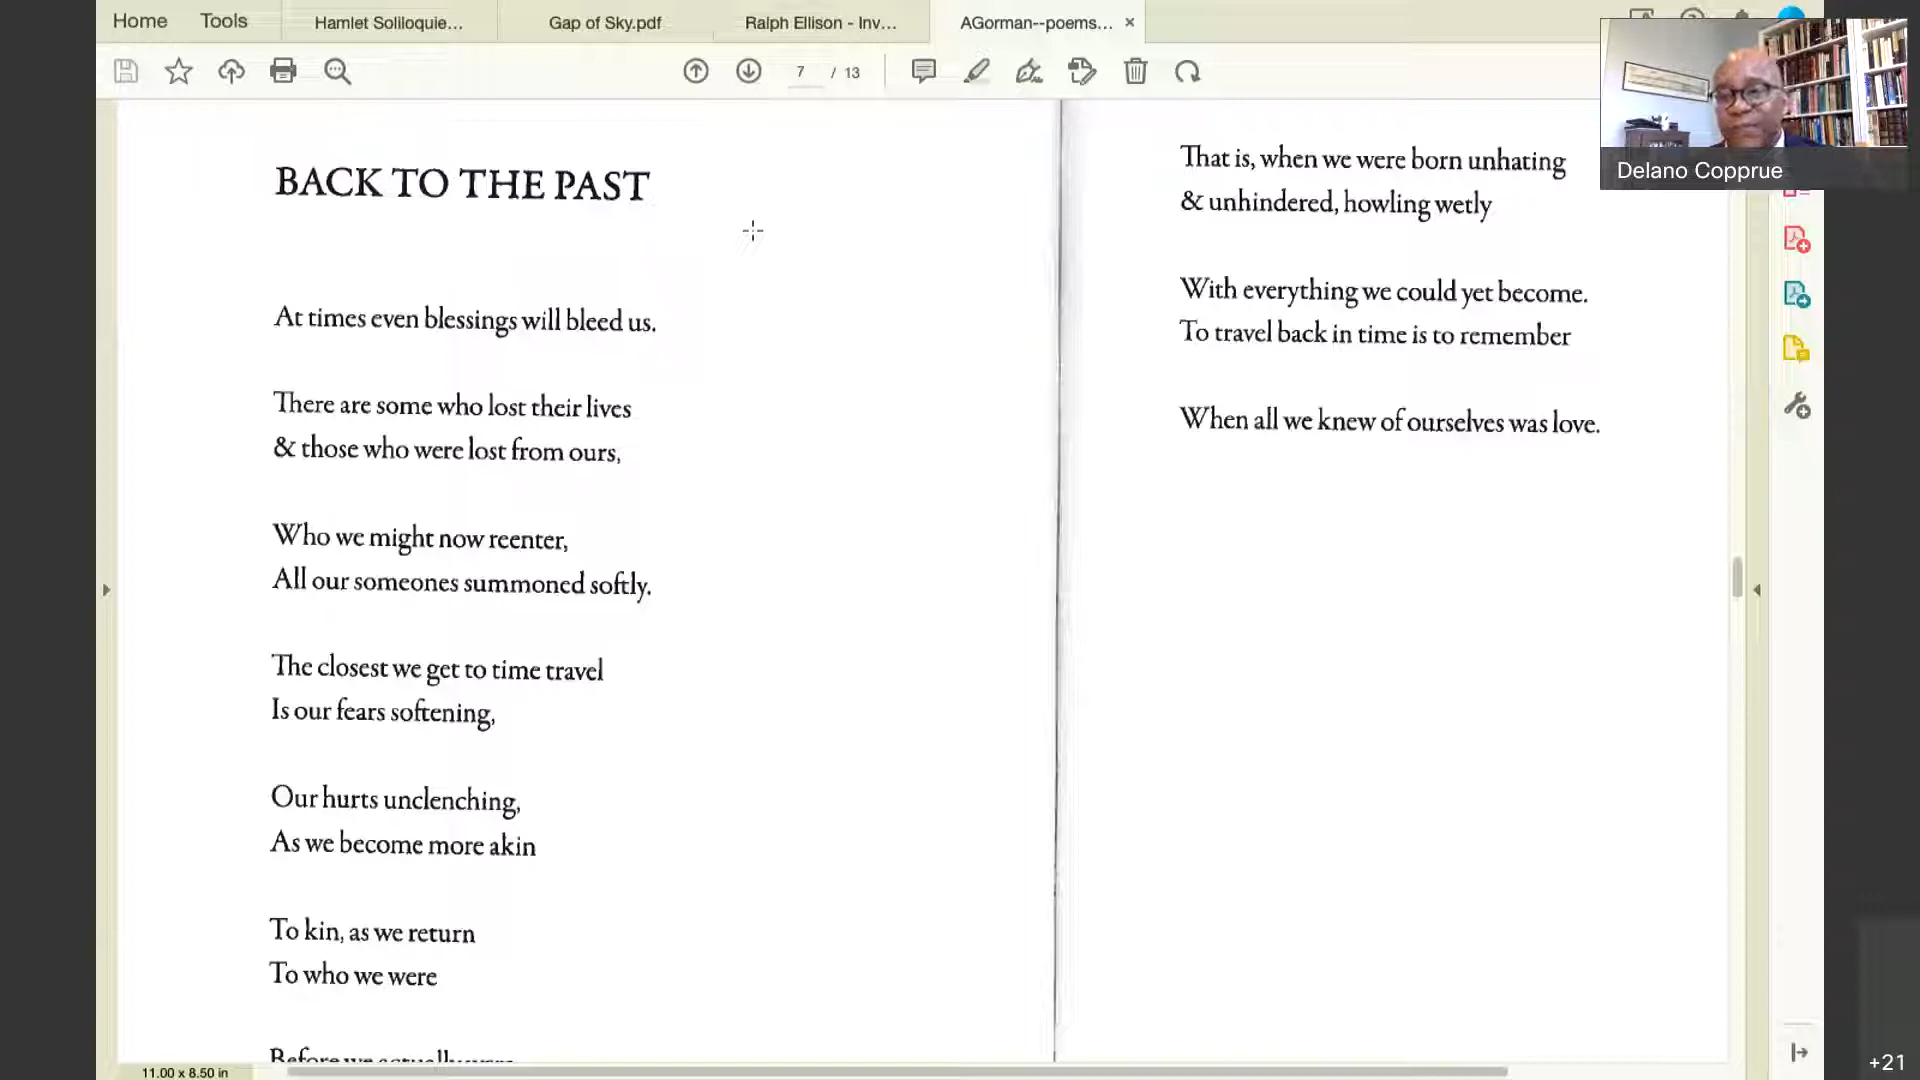 Home
Tools
Hamlet Soliloquie...
Gap of Sky.pdf
Ralph Ellison - Inv...
AGorman--poems...
7 / 13
Delano Copprue
BACK TO THE PAST
At times even blessings will bleed us.
There are some who lost their lives
& those who were lost from ours,
Who we might now reenter,
All our someones summoned softly.
The closest we get to time travel
Is our fears softening,
Our hurts unclenching,
As we become more akin
To kin, as we return
To who we were
Before we actually were
That is, when we were born unhating
& unhindered, howling wetly
With everything we could yet become.
To travel back in time is to remember
When all we knew of ourselves was love.
11.00 x 8.50 in
+21